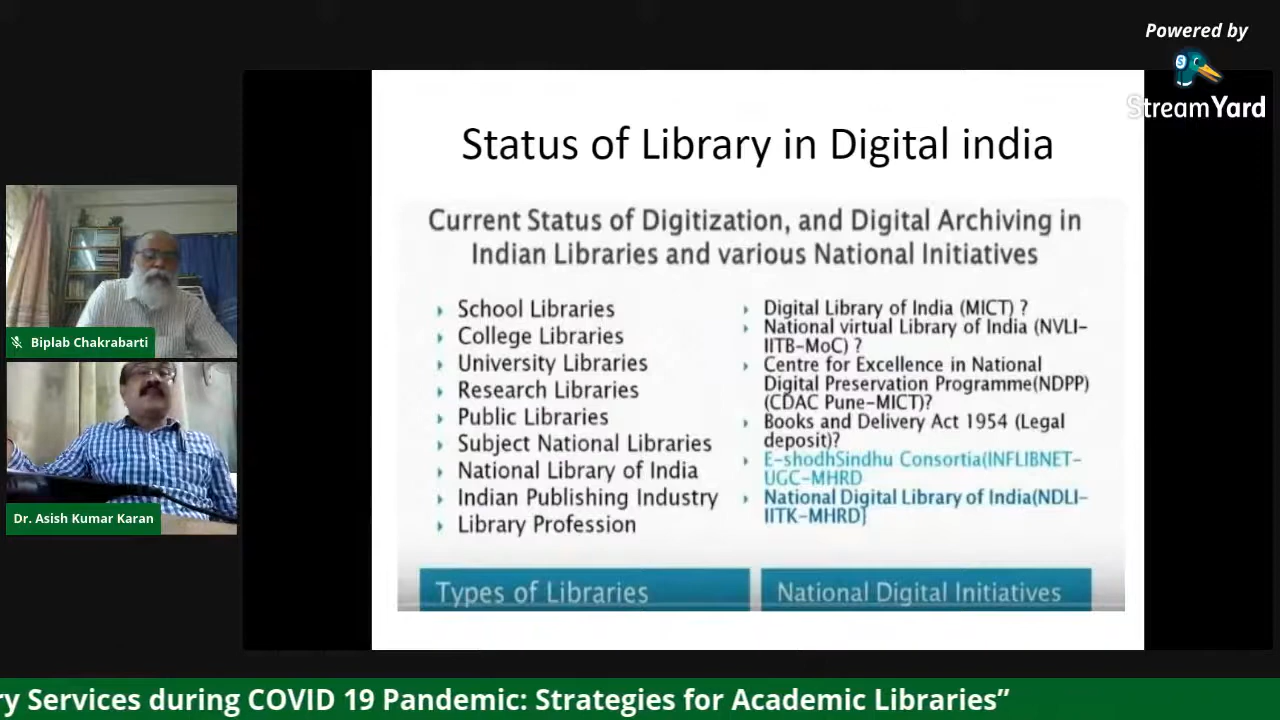 Powered by
StreamYard
Status of Library in Digital india
Current Status of Digitization, and Digital Archiving in
Indian Libraries and various National Initiatives
School Libraries
College Libraries
University Libraries
Research Libraries
Public Libraries
Subject National Libraries
National Library of India
Indian Publishing Industry
Library Profession
Types of Libraries
Digital Library of India (MICT) ?
National virtual Library of India (NVLI-
IITB-MoC) ?
Centre for Excellence in National
Digital Preservation Programme(NDPP)
(CDAC Pune-MICT)?
Books and Delivery Act 1954 (Legal
deposit)?
E-shodhSindhu Consortia(INFLIBNET-
UGC-MHRD
National Digital Library of India(NDLI-
IITK-MHRD)
National Digital Initiatives
Biplab Chakrabarti
Dr. Asish Kumar Karan
ry Services during COVID 19 Pandemic: Strategies for Academic Libraries”